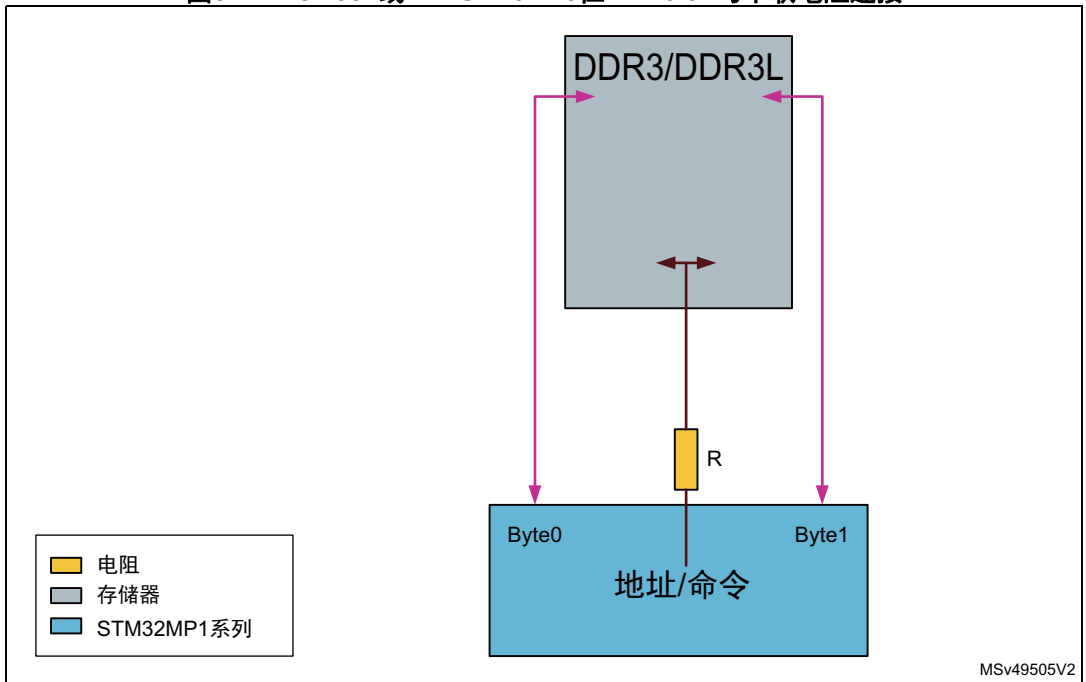 DDR3/DDR3L
R
Byte0
Byte1
地址/命令
电阻
存储器
STM32MP1系列
MSv49505V2